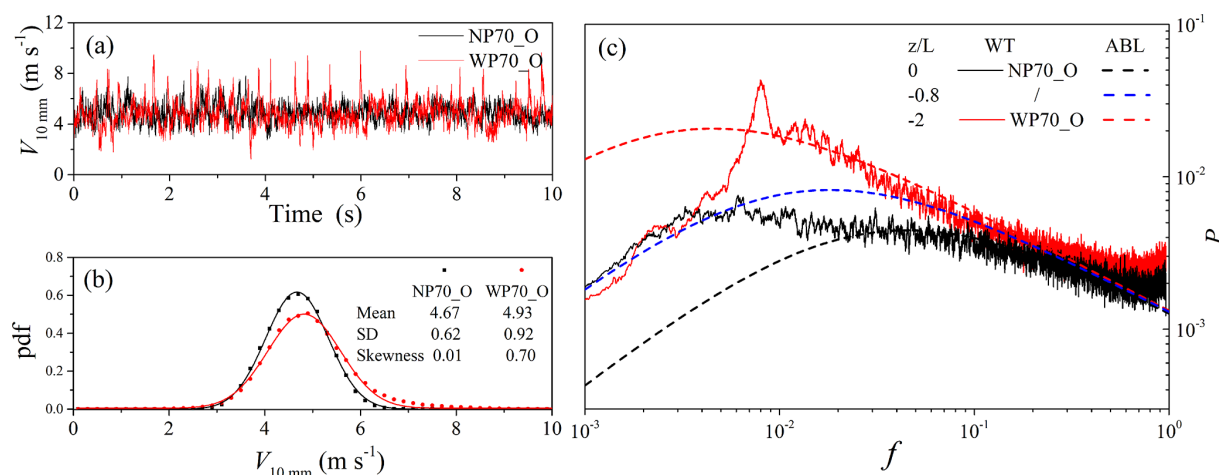 (a)
NP70_O
WP70_O
12
8
4
0
V10 mm (m s-1)
0 2 4 6 8 10
Time (s)
(b)
NP70_O WP70_O
Mean 4.67 4.93
SD 0.62 0.92
Skewness 0.01 0.70
0.8
0.6
0.4
0.2
0.0
pdf
0 2 4 6 8 10
V10 mm (m s-1)
(c)
z/L WT ABL
0 NP70_O
-0.8 /
-2 WP70_O
10-1
10-2
10-3
P
10-3 10-2 10-1 100
f